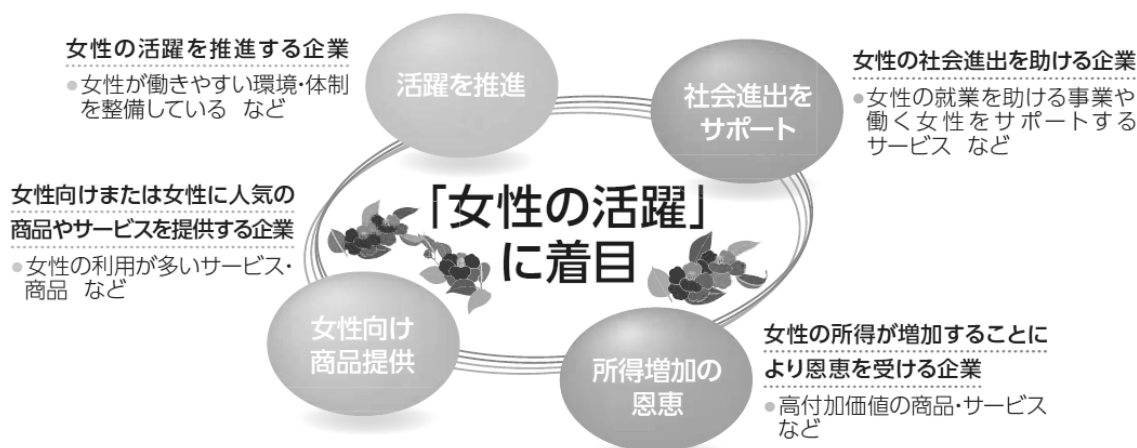 女性の活躍を推進する企業
●女性が働きやすい環境・体制
を整備している など
活躍を推進
社会進出を
サポート
女性の社会進出を助ける企業
●女性の就業を助ける事業や
働く女性をサポートする
サービス など
女性向けまたは女性に人気の
商品やサービスを提供する企業
●女性の利用が多いサービス・
商品 など
「女性の活躍」
に着目
女性向け
商品提供
所得増加の
恩恵
女性の所得が増加することに
より恩恵を受ける企業
●高付加価値の商品・サービス
など